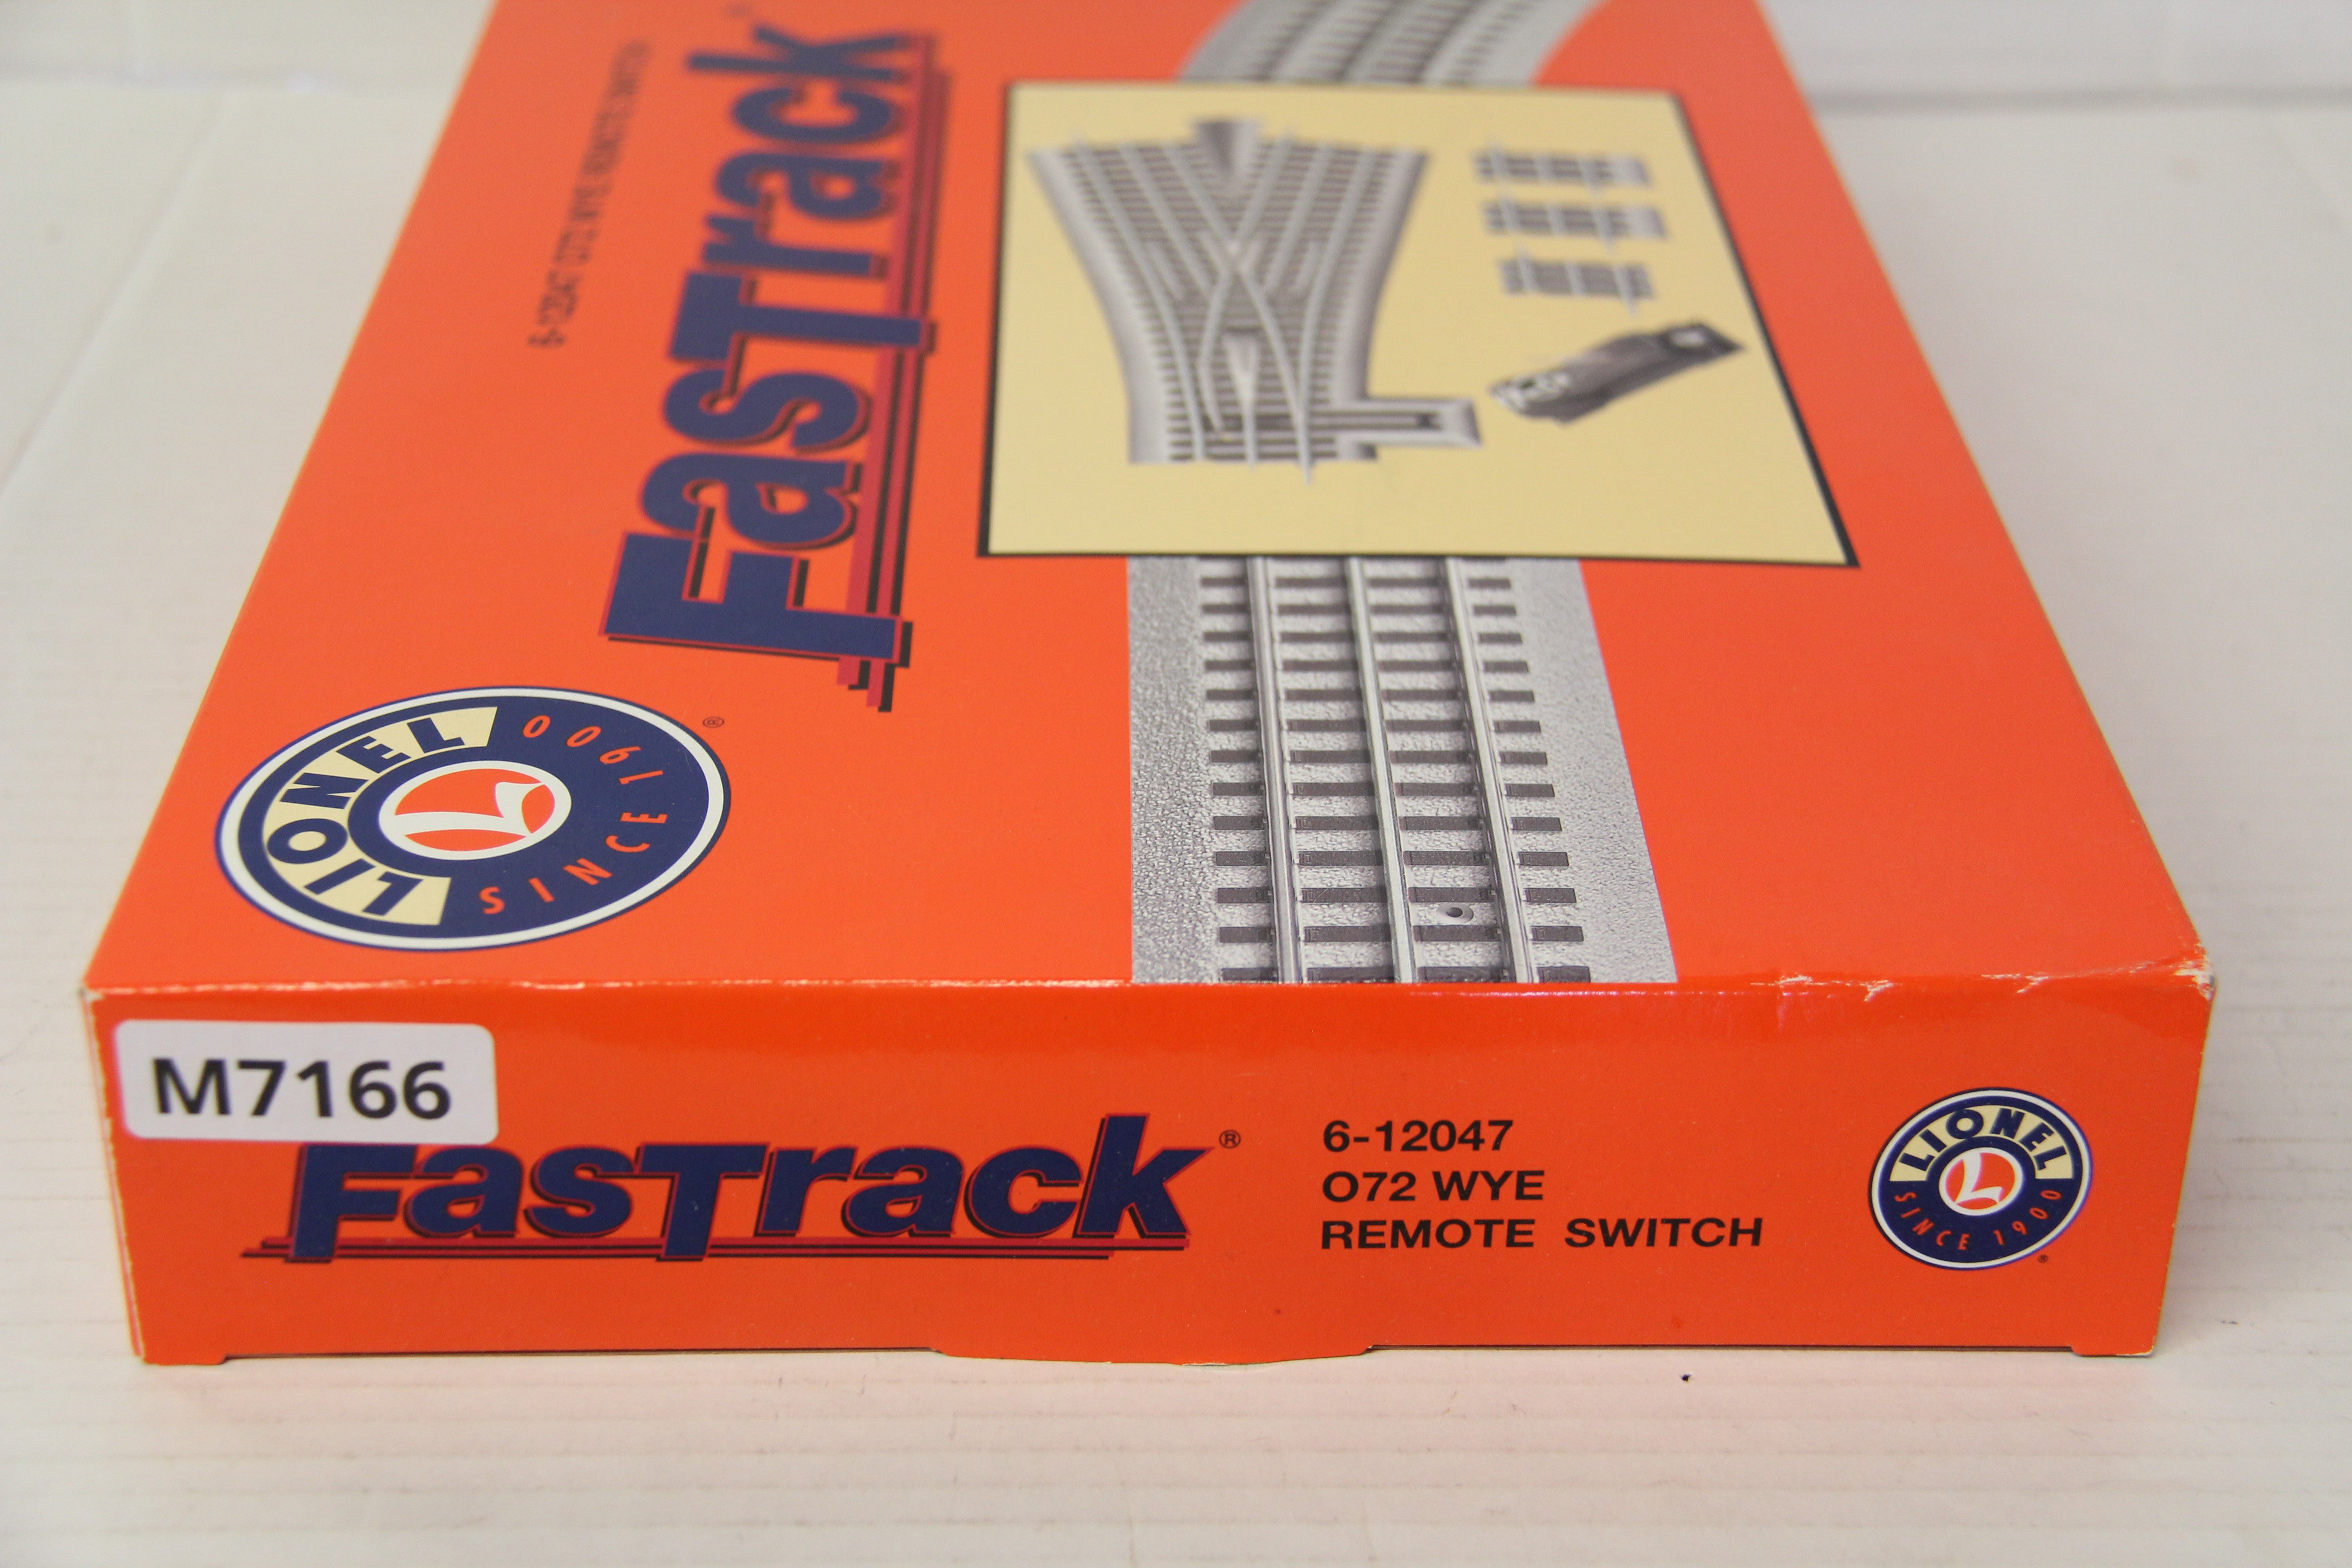 6-12047 O72 WYE REMOTE SWITCH
FasTrack
LIONEL
SINCE 1900
®
L
M7166
FasTrack®
6-12047
O72 WYE
REMOTE SWITCH
LIONEL
L
SINCE 1900